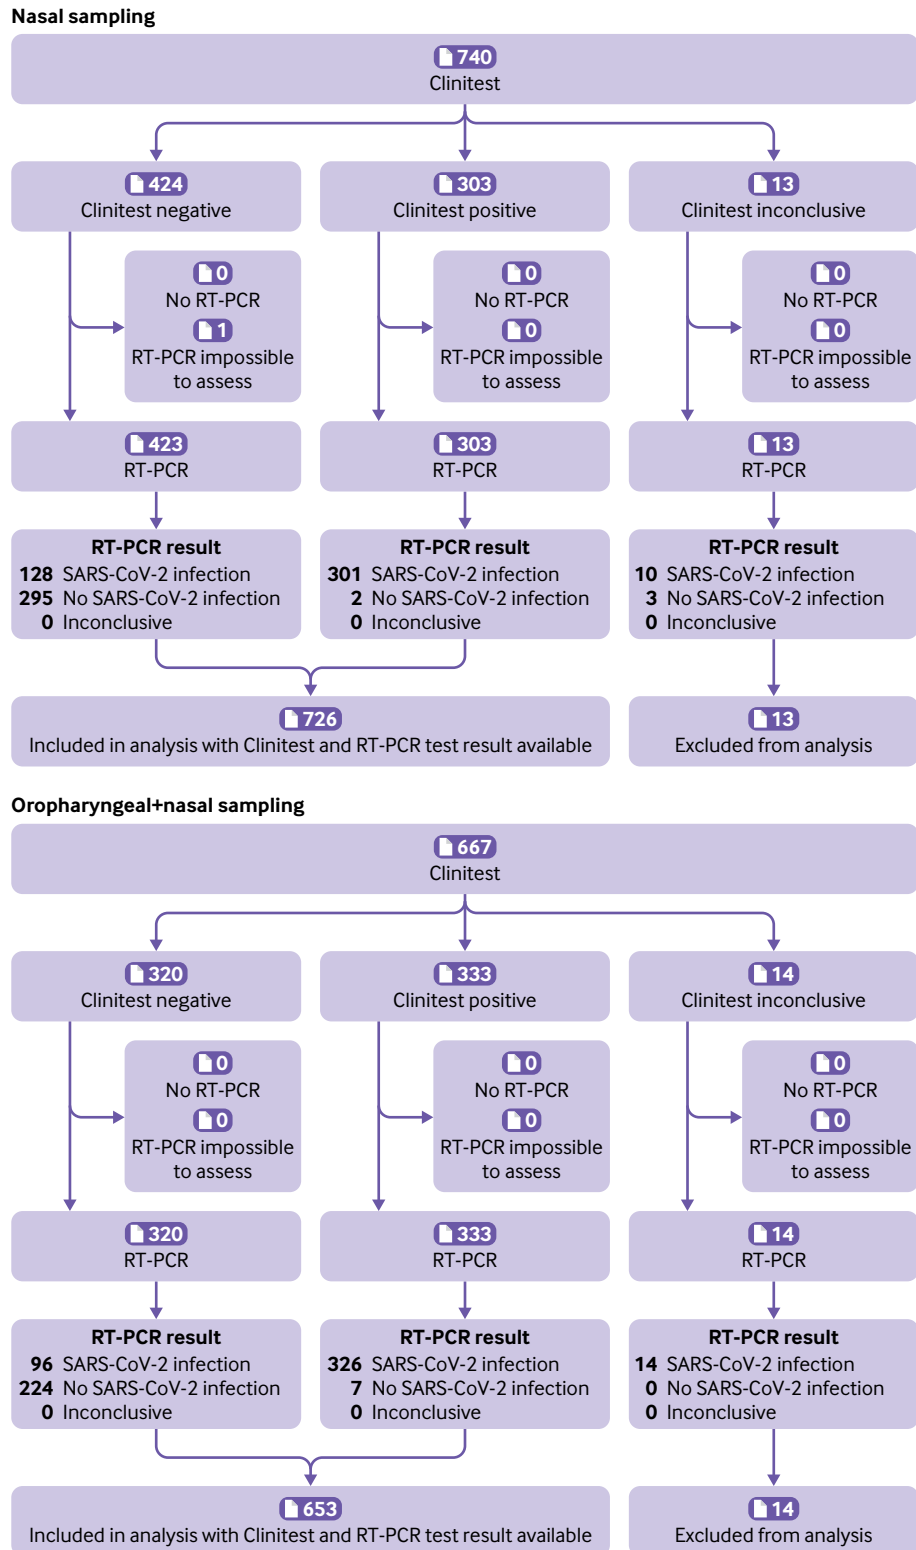 Nasal sampling
740
Clinitest
424
Clinitest negative
303
Clinitest positive
13
Clinitest inconclusive
0
No RT-PCR
1
RT-PCR impossible
to assess
0
No RT-PCR
0
RT-PCR impossible
to assess
0
No RT-PCR
0
RT-PCR impossible
to assess
423
RT-PCR
303
RT-PCR
13
RT-PCR
RT-PCR result
128 SARS-CoV-2 infection
295 No SARS-CoV-2 infection
0 Inconclusive
RT-PCR result
301 SARS-CoV-2 infection
2 No SARS-CoV-2 infection
0 Inconclusive
RT-PCR result
10 SARS-CoV-2 infection
3 No SARS-CoV-2 infection
0 Inconclusive
726
Included in analysis with Clinitest and RT-PCR test result available
13
Excluded from analysis
Oropharyngeal+nasal sampling
667
Clinitest
320
Clinitest negative
333
Clinitest positive
14
Clinitest inconclusive
0
No RT-PCR
0
RT-PCR impossible
to assess
0
No RT-PCR
0
RT-PCR impossible
to assess
0
No RT-PCR
0
RT-PCR impossible
to assess
320
RT-PCR
333
RT-PCR
14
RT-PCR
RT-PCR result
96 SARS-CoV-2 infection
224 No SARS-CoV-2 infection
0 Inconclusive
RT-PCR result
326 SARS-CoV-2 infection
7 No SARS-CoV-2 infection
0 Inconclusive
RT-PCR result
14 SARS-CoV-2 infection
0 No SARS-CoV-2 infection
0 Inconclusive
653
Included in analysis with Clinitest and RT-PCR test result available
14
Excluded from analysis